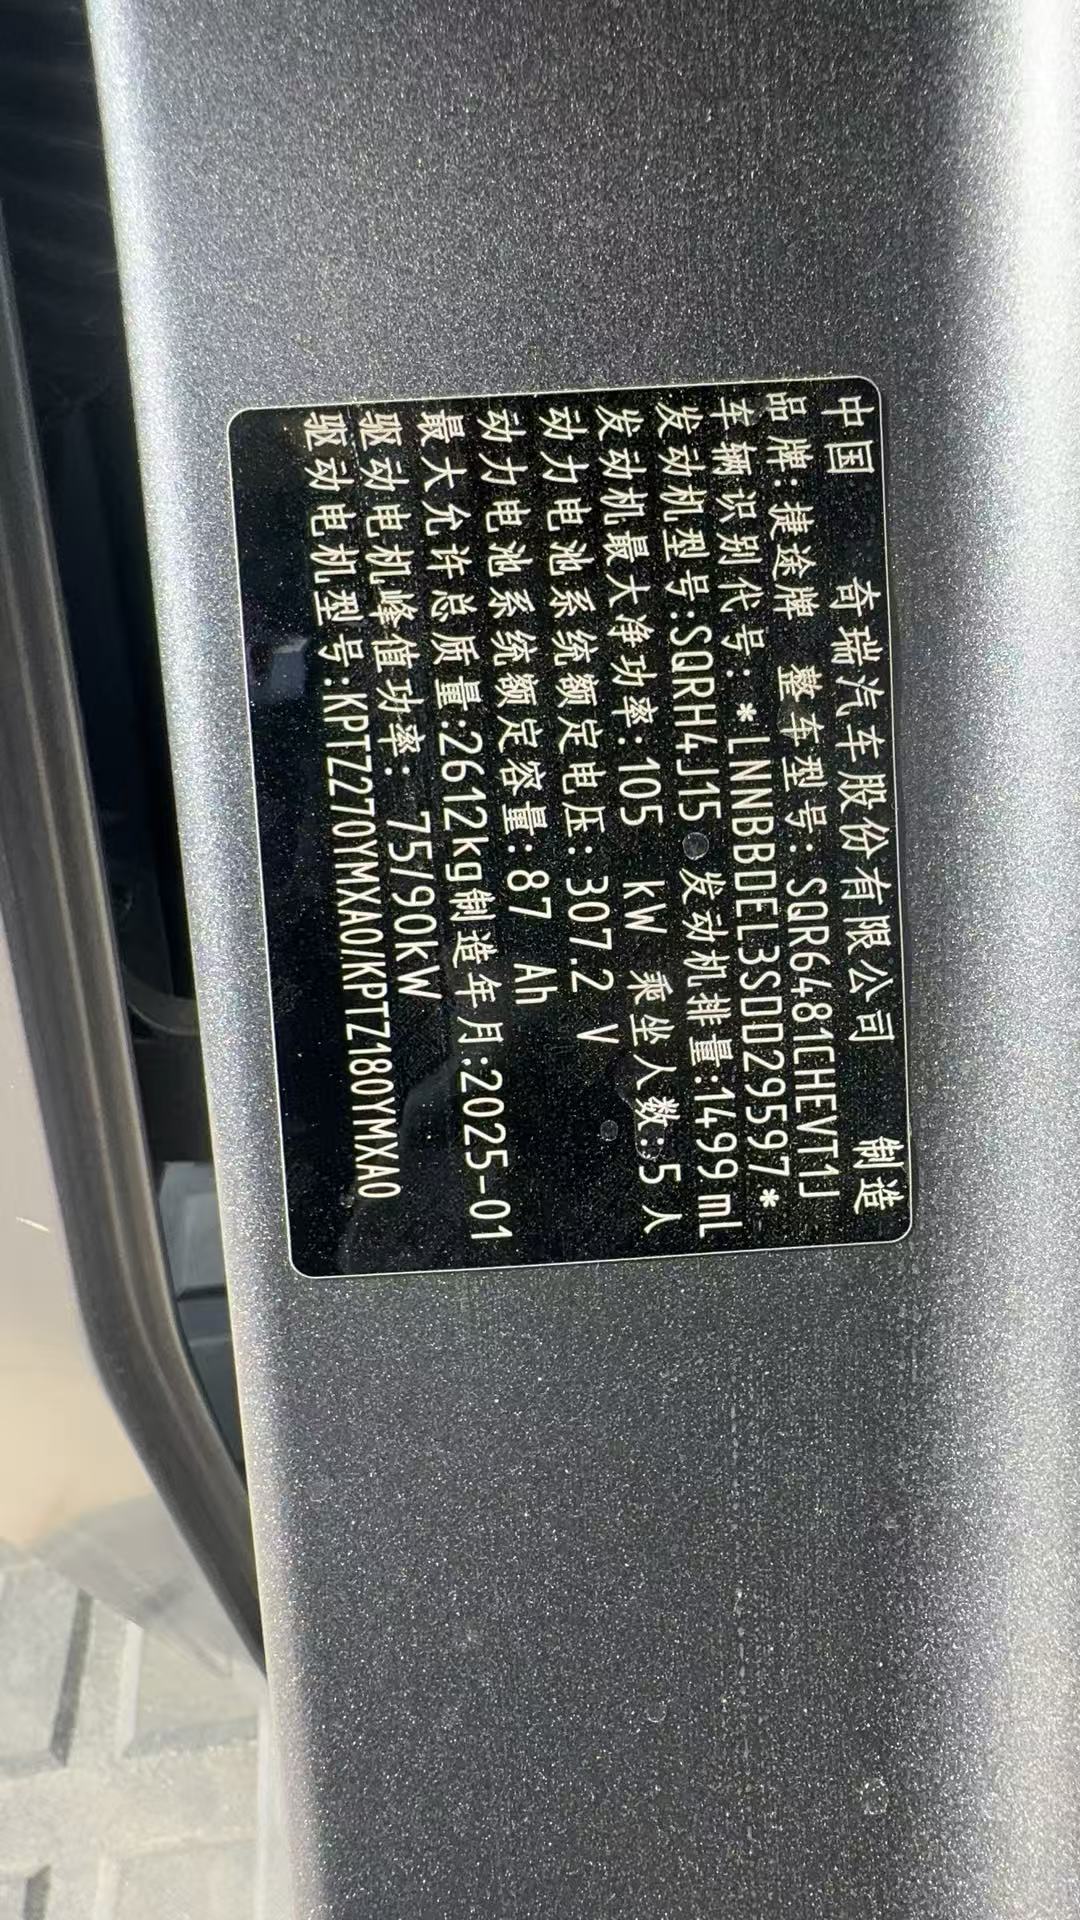 中国 奇瑞汽车股份有限公司 制造
品牌:捷途牌 整车型号:SQR6481CHEVT1J
车辆识别代号:*LNNBBDEL3SDD29597*
发动机型号:SQRH4J15 发动机排量:1499mL
发动机最大净功率:105 kW 乘坐人数:5人
动力电池系统额定电压:307.2 V
动力电池系统额定容量:87 Ah
最大允许总质量:2612kg制造年月:2025-01
驱动电机峰值功率:75/90kW
驱动电机型号:KPTZ270YMXA0/KPTZ180YMXA0